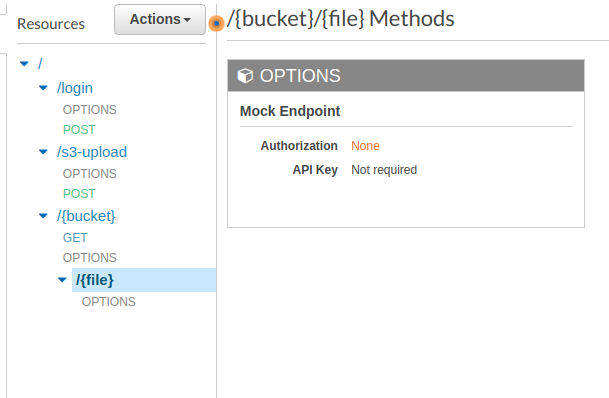 Resources
Actions
/
/login
OPTIONS
POST
/s3-upload
OPTIONS
POST
/{bucket}
GET
OPTIONS
/{file}
OPTIONS
/{bucket}/{file} Methods
OPTIONS
Mock Endpoint
Authorization None
API Key Not required